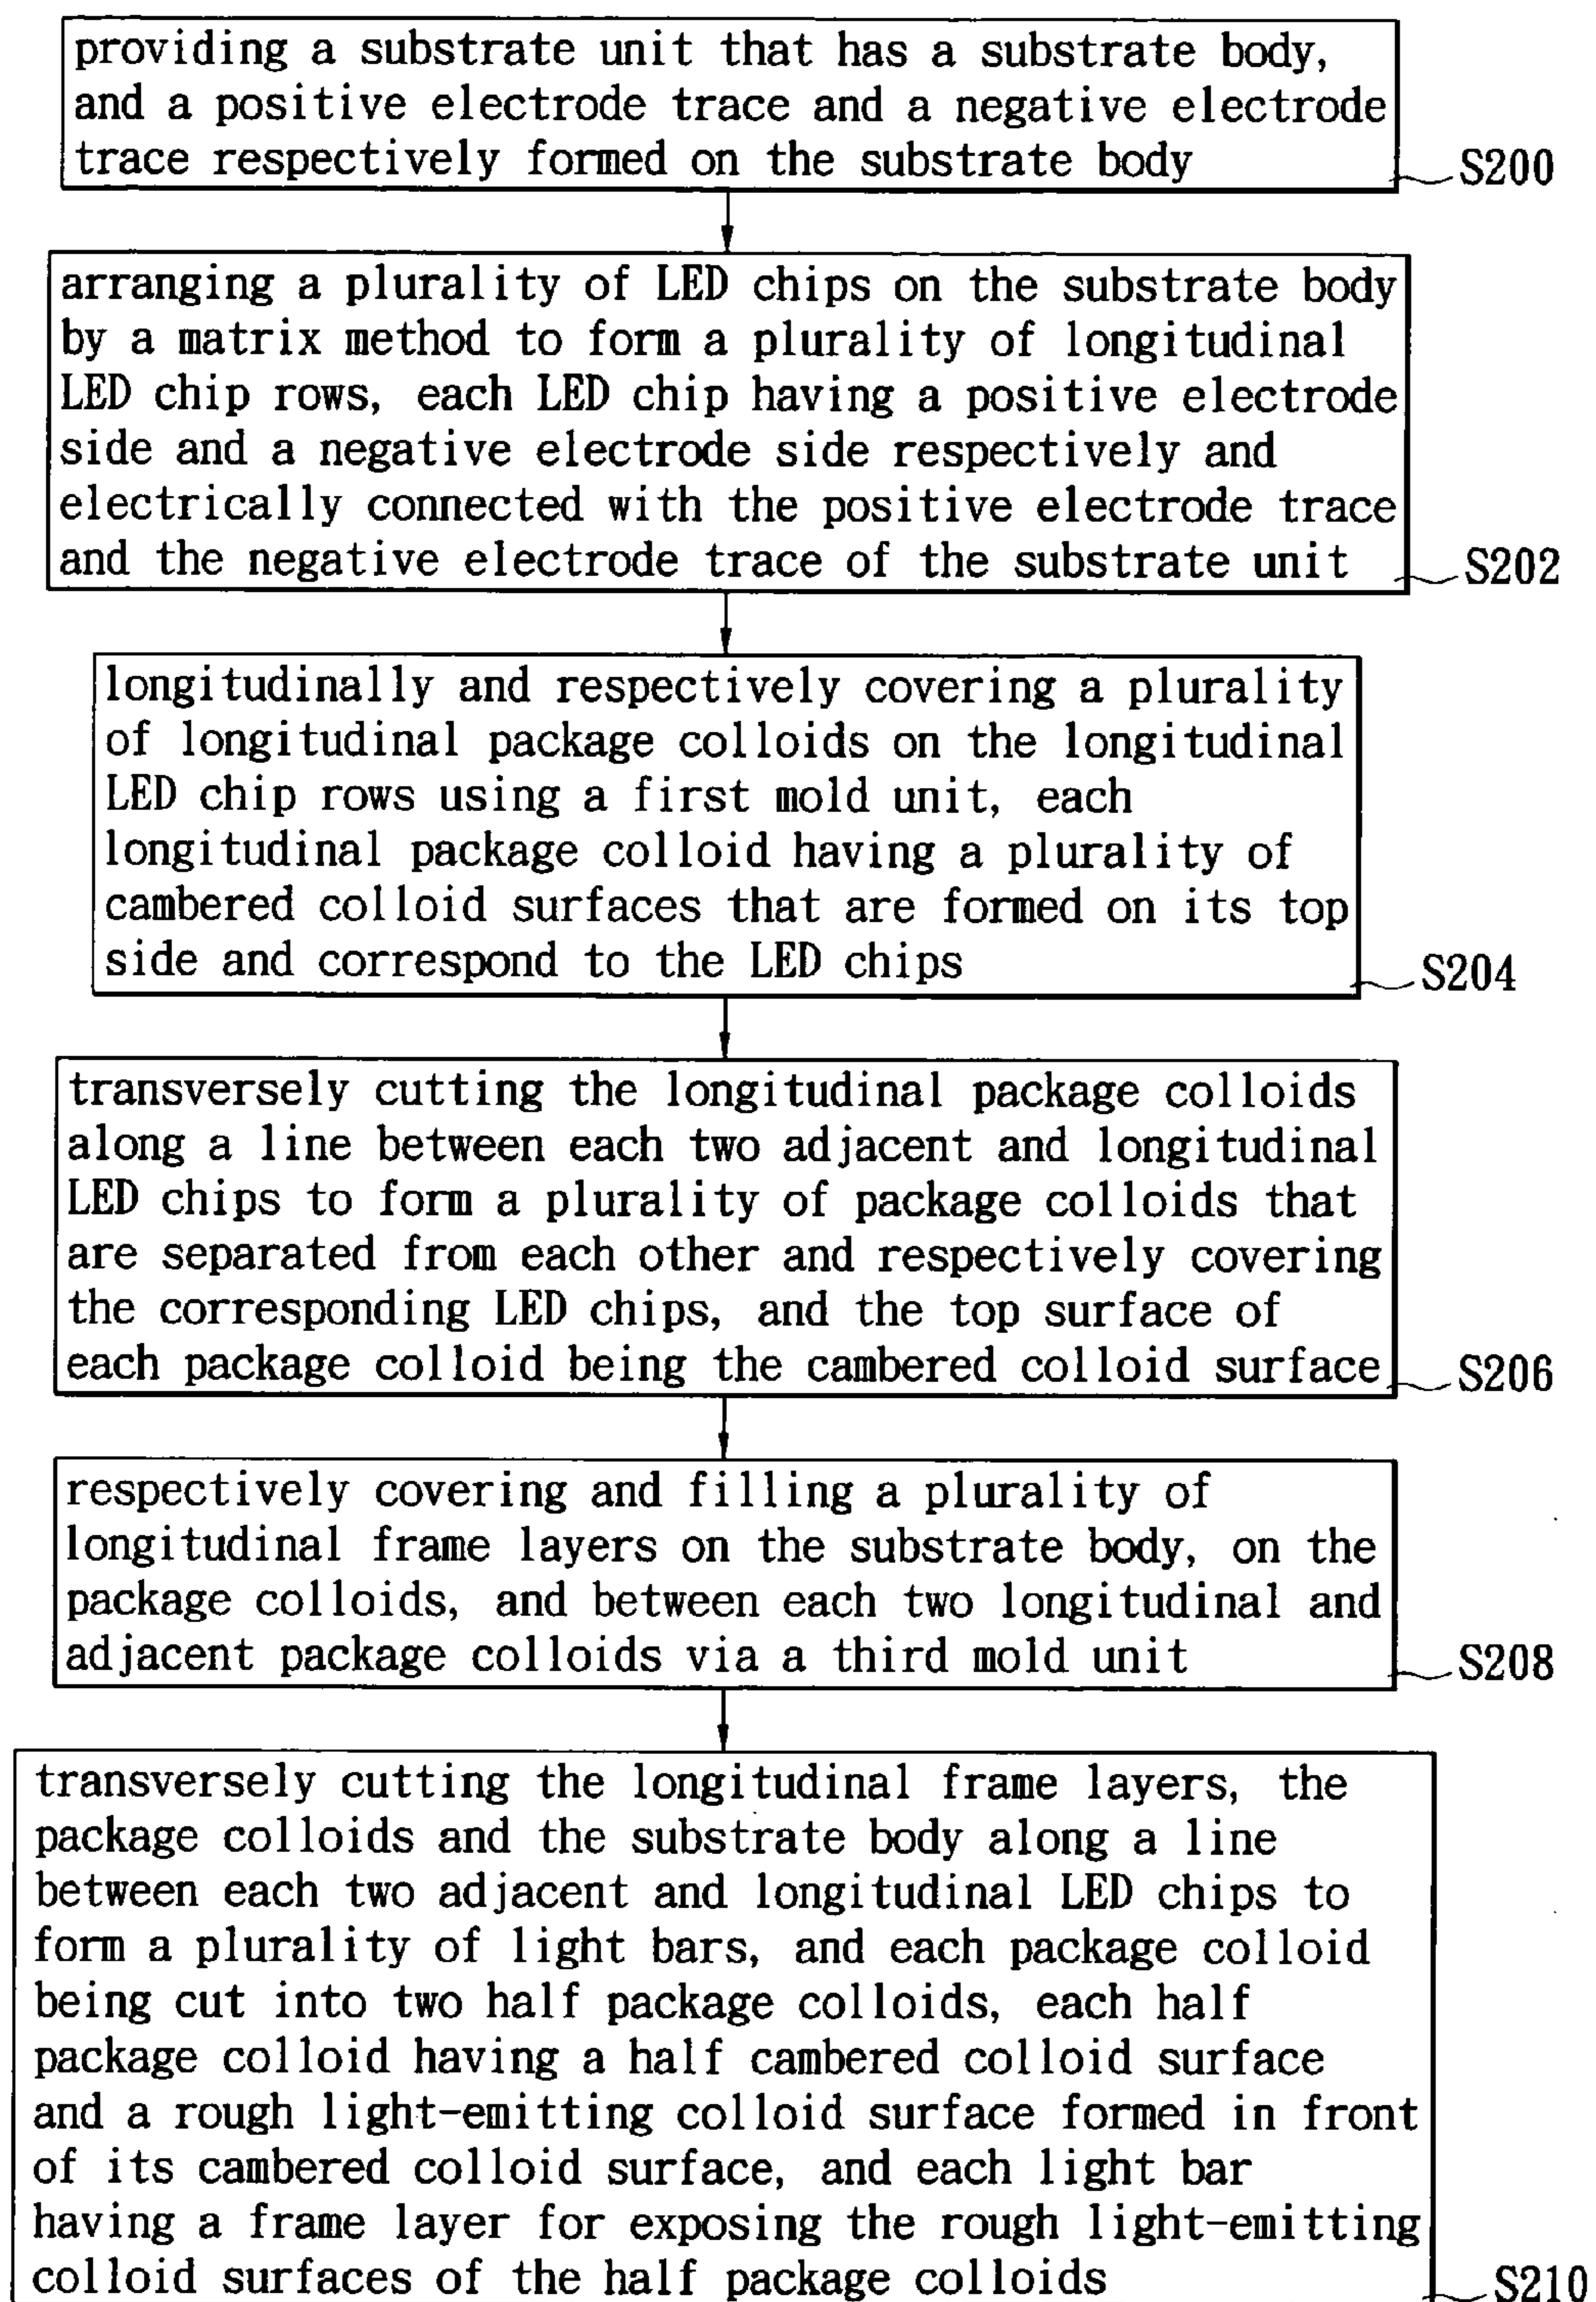 providing a substrate unit that has a substrate body,
and a positive electrode trace and a negative electrode
trace respectively formed on the substrate body
S200
arranging a plurality of LED chips on the substrate body
by a matrix method to form a plurality of longitudinal
LED chip rows, each LED chip having a positive electrode
side and a negative electrode side respectively and
electrically connected with the positive electrode trace
and the negative electrode trace of the substrate unit
S202
longitudinally and respectively covering a plurality
of longitudinal package colloids on the longitudinal
LED chip rows using a first mold unit, each
longitudinal package colloid having a plurality of
cambered colloid surfaces that are formed on its top
side and correspond to the LED chips
S204
transversely cutting the longitudinal package colloids
along a line between each two adjacent and longitudinal
LED chips to form a plurality of package colloids that
are separated from each other and respectively covering
the corresponding LED chips, and the top surface of
each package colloid being the cambered colloid surface
S206
respectively covering and filling a plurality of
longitudinal frame layers on the substrate body, on the
package colloids, and between each two longitudinal and
adjacent package colloids via a third mold unit
S208
transversely cutting the longitudinal frame layers, the
package colloids and the substrate body along a line
between each two adjacent and longitudinal LED chips to
form a plurality of light bars, and each package colloid
being cut into two half package colloids, each half
package colloid having a half cambered colloid surface
and a rough light-emitting colloid surface formed in front
of its cambered colloid surface, and each light bar
having a frame layer for exposing the rough light-emitting
colloid surfaces of the half package colloids
S210